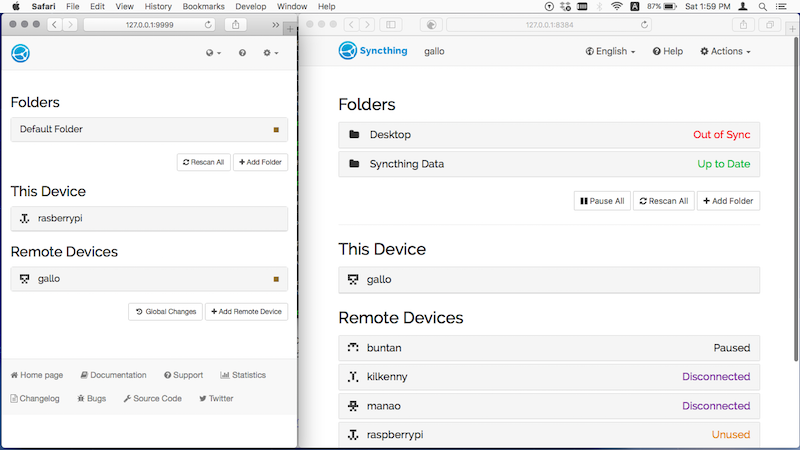 Safari File Edit View History Bookmarks Develop Window Help 87% Sat 1:59 PM
127.0.0.1:9999
Folders
Default Folder
Rescan All
Add Folder
This Device
rasberrypi
Remote Devices
gallo
Global Changes
Add Remote Device
Home page
Documentation
Support
Statistics
Changelog
Bugs
Source Code
Twitter
127.0.0.1:8384
Syncthing
gallo
English
Help
Actions
Folders
Desktop
Out of Sync
Syncthing Data
Up to Date
Pause All
Rescan All
Add Folder
This Device
gallo
Remote Devices
buntan
Paused
kilkenny
Disconnected
manao
Disconnected
raspberrypi
Unused